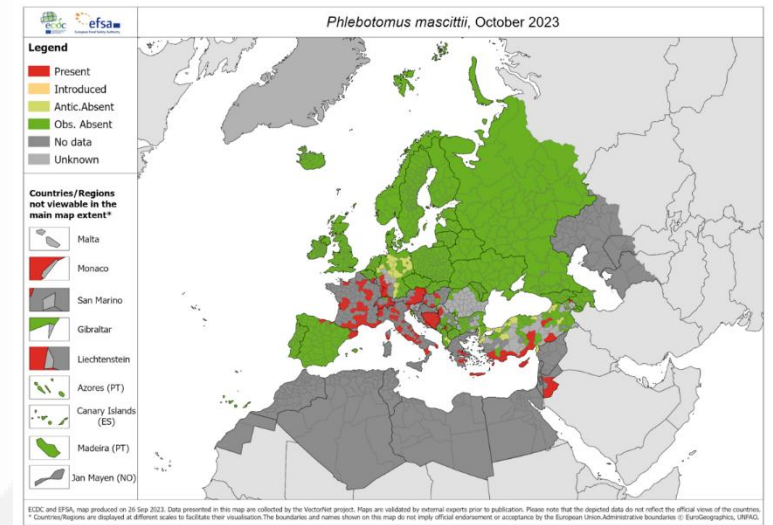 ecdc
efsa
European Food Safety Authority
Phlebotomus mascittii, October 2023
Legend
Present
Introduced
Antic.Absent
Obs. Absent
No data
Unknown
Countries/Regions
not viewable in the
main map extent*
Malta
Monaco
San Marino
Gibraltar
Liechtenstein
Azores (PT)
Canary Islands
(ES)
Madeira (PT)
Jan Mayen (NO)
ECDC and EFSA, map produced on 26 Sep 2023. Data presented in this map are collected by the VectorNet project. Maps are validated by external experts prior to publication. Please note that the depicted data do not reflect the official views of the countries.
* Countries/Regions are displayed at different scales to facilitate their visualisation.The boundaries and names shown on this map do not imply official endorsement or acceptance by the European Union.Administrative boundaries © EuroGeographics, UNFAO.